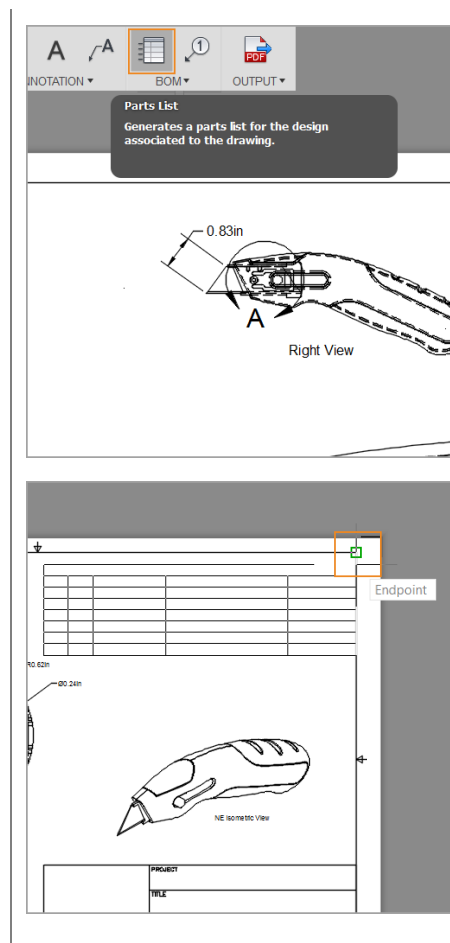 A A 1 PDF
NNOTATION ▾ BOM ▾ OUTPUT ▾
Parts List
Generates a parts list for the design
associated to the drawing.
0.83in
A
Right View
Endpoint
R0.62in
Ø0.24in
NE Isometric View
PROJECT
TITLE